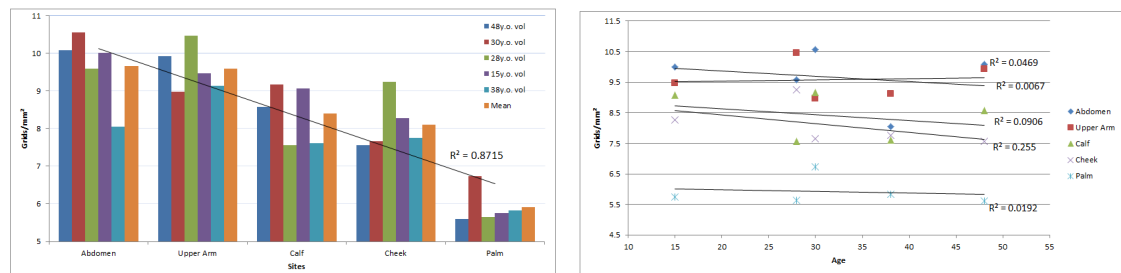 11
10
9
8
7
6
5
Grids/mm²
Abdomen
Upper Arm
Calf
Cheek
Palm
Sites
48y.o. vol
30y.o. vol
28y.o. vol
15y.o. vol
38y.o. vol
Mean
R² = 0.8715
11.5
10.5
9.5
8.5
7.5
6.5
5.5
4.5
Grids/mm²
10
15
20
25
30
35
40
45
50
55
Age
R² = 0.0469
R² = 0.0067
R² = 0.0906
R² = 0.255
R² = 0.0192
Abdomen
Upper Arm
Calf
Cheek
Palm